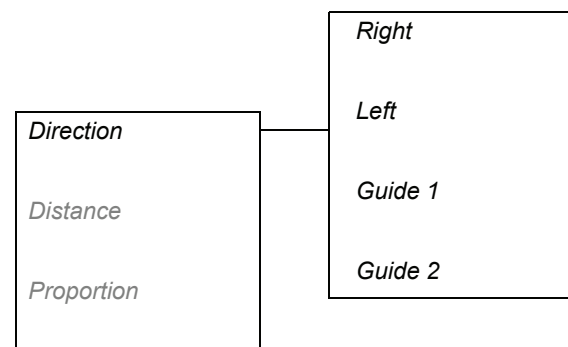 Direction
Distance
Proportion
Right
Left
Guide 1
Guide 2